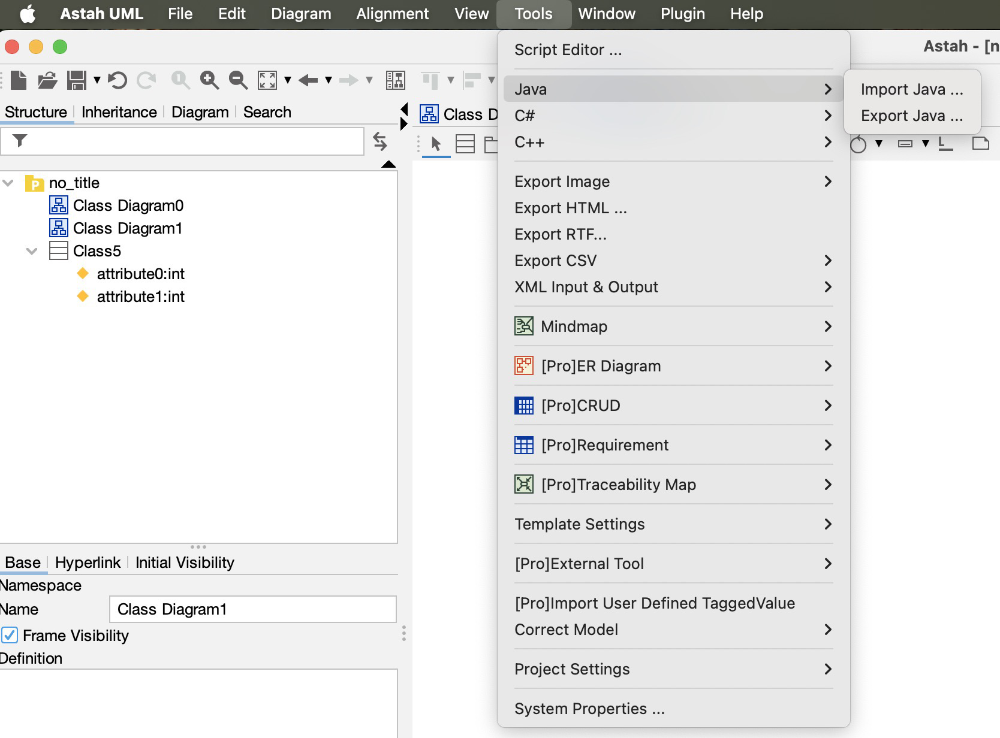 Astah UML File Edit Diagram Alignment View Tools Window Plugin Help
Astah - [n
Structure Inheritance Diagram Search
no_title
Class Diagram0
Class Diagram1
Class5
attribute0:int
attribute1:int
Base Hyperlink Initial Visibility
Namespace
Name Class Diagram1
Frame Visibility
Definition
Class D
Script Editor ...
Java
C#
C++
Export Image
Export HTML ...
Export RTF...
Export CSV
XML Input & Output
Mindmap
[Pro]ER Diagram
[Pro]CRUD
[Pro]Requirement
[Pro]Traceability Map
Template Settings
[Pro]External Tool
[Pro]Import User Defined TaggedValue
Correct Model
Project Settings
System Properties ...
Import Java ...
Export Java ...